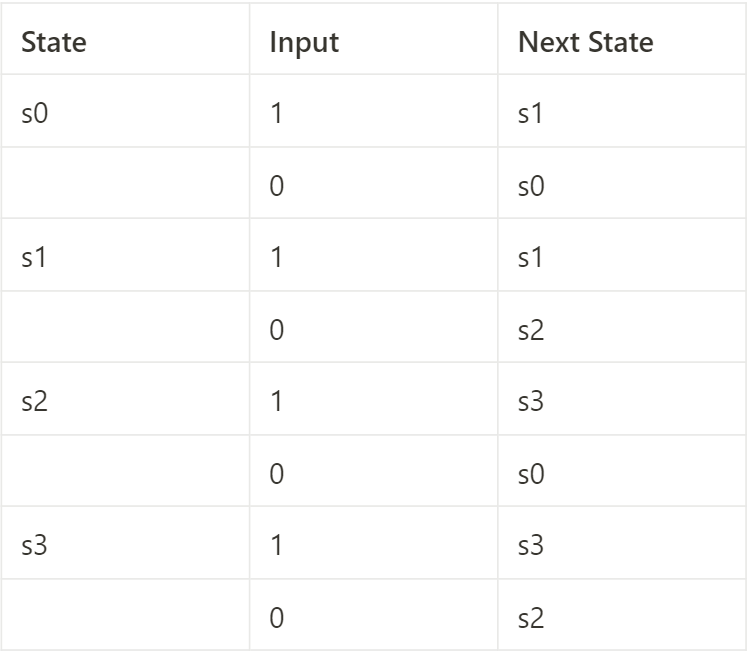 State Input Next State
s0 1 s1
0 s0
s1 1 s1
0 s2
s2 1 s3
0 s0
s3 1 s3
0 s2